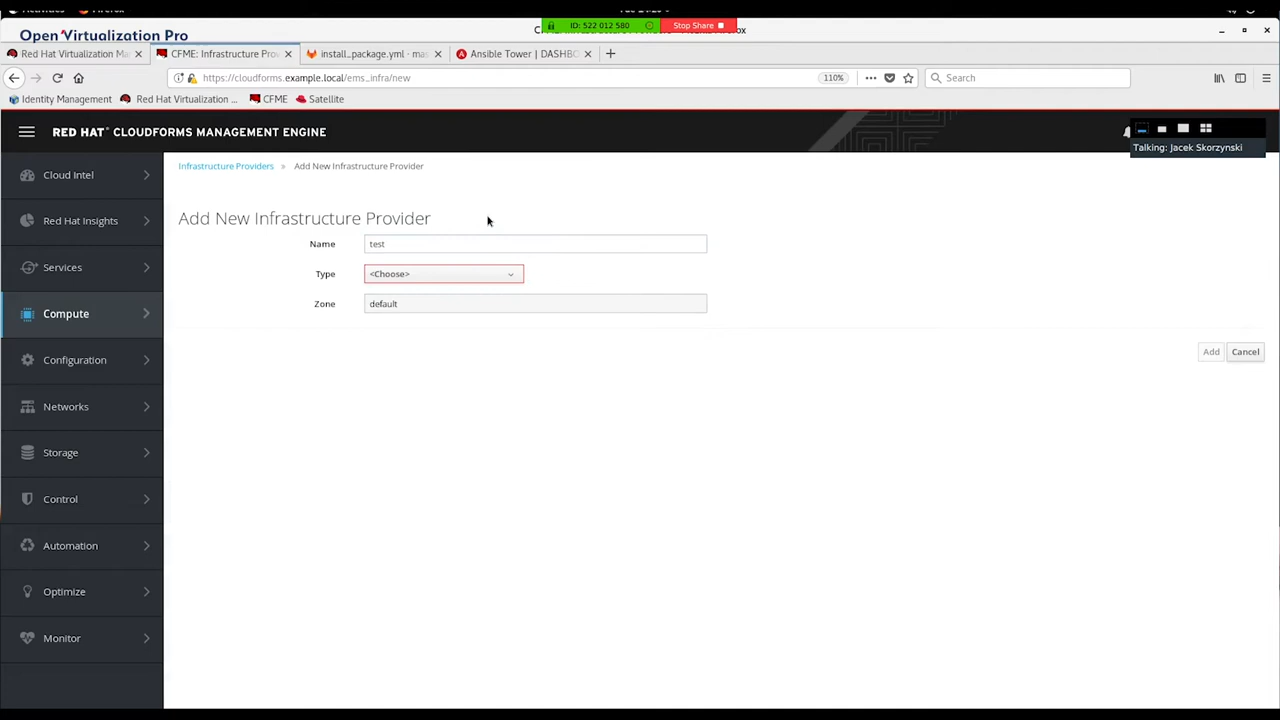 Open Virtualization Pro
ID: 522 012 580
Stop Share
Red Hat Virtualization Ma
CFME: Infrastructure Prov
install_package.yml - mas
Ansible Tower | DASHBO
https://cloudforms.example.local/ems_infra/new
110%
Search
Identity Management
Red Hat Virtualization ...
CFME
Satellite
RED HAT® CLOUDFORMS MANAGEMENT ENGINE
Talking: Jacek Skorzynski
Cloud Intel
Red Hat Insights
Services
Compute
Configuration
Networks
Storage
Control
Automation
Optimize
Monitor
Infrastructure Providers » Add New Infrastructure Provider
Add New Infrastructure Provider
Name test
Type <Choose>
Zone default
Add Cancel